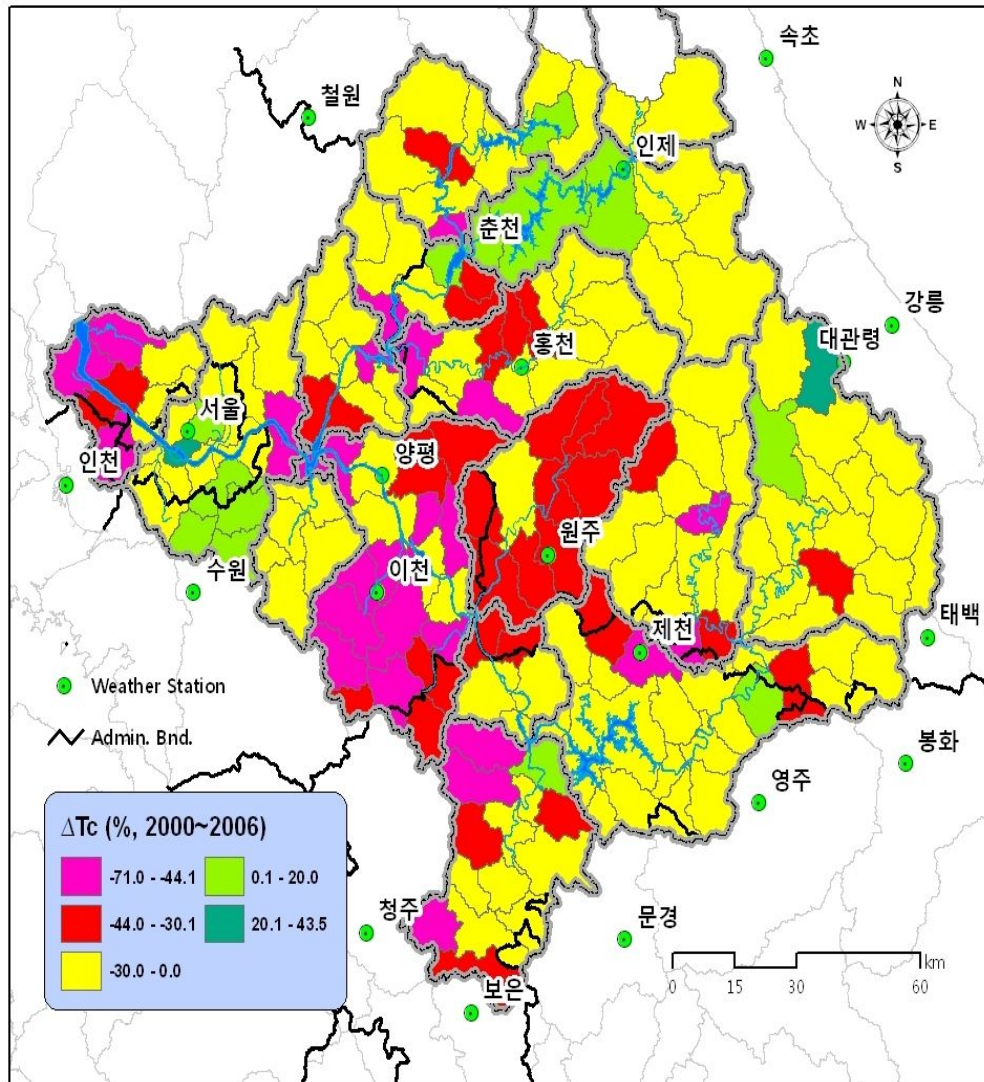 속초
철원
N
W E
S
인제
춘천
강릉
대관령
홍천
서울
양평
인천
원주
수원
이천
제천
태백
Weather Station
Admin. Bnd.
봉화
영주
ΔTc (%, 2000~2006)
-71.0 - -44.1 0.1 - 20.0
-44.0 - -30.1 20.1 - 43.5
-30.0 - 0.0
청주
문경
보은
km
0 15 30 60